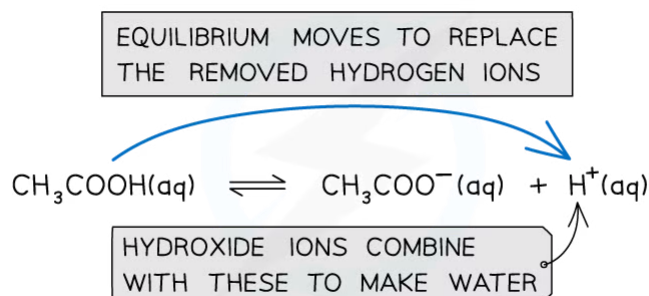 EQUILIBRIUM MOVES TO REPLACE
THE REMOVED HYDROGEN IONS
CH₃COOH(aq) ⇌ CH₃COO⁻(aq) + H⁺(aq)
HYDROXIDE IONS COMBINE
WITH THESE TO MAKE WATER